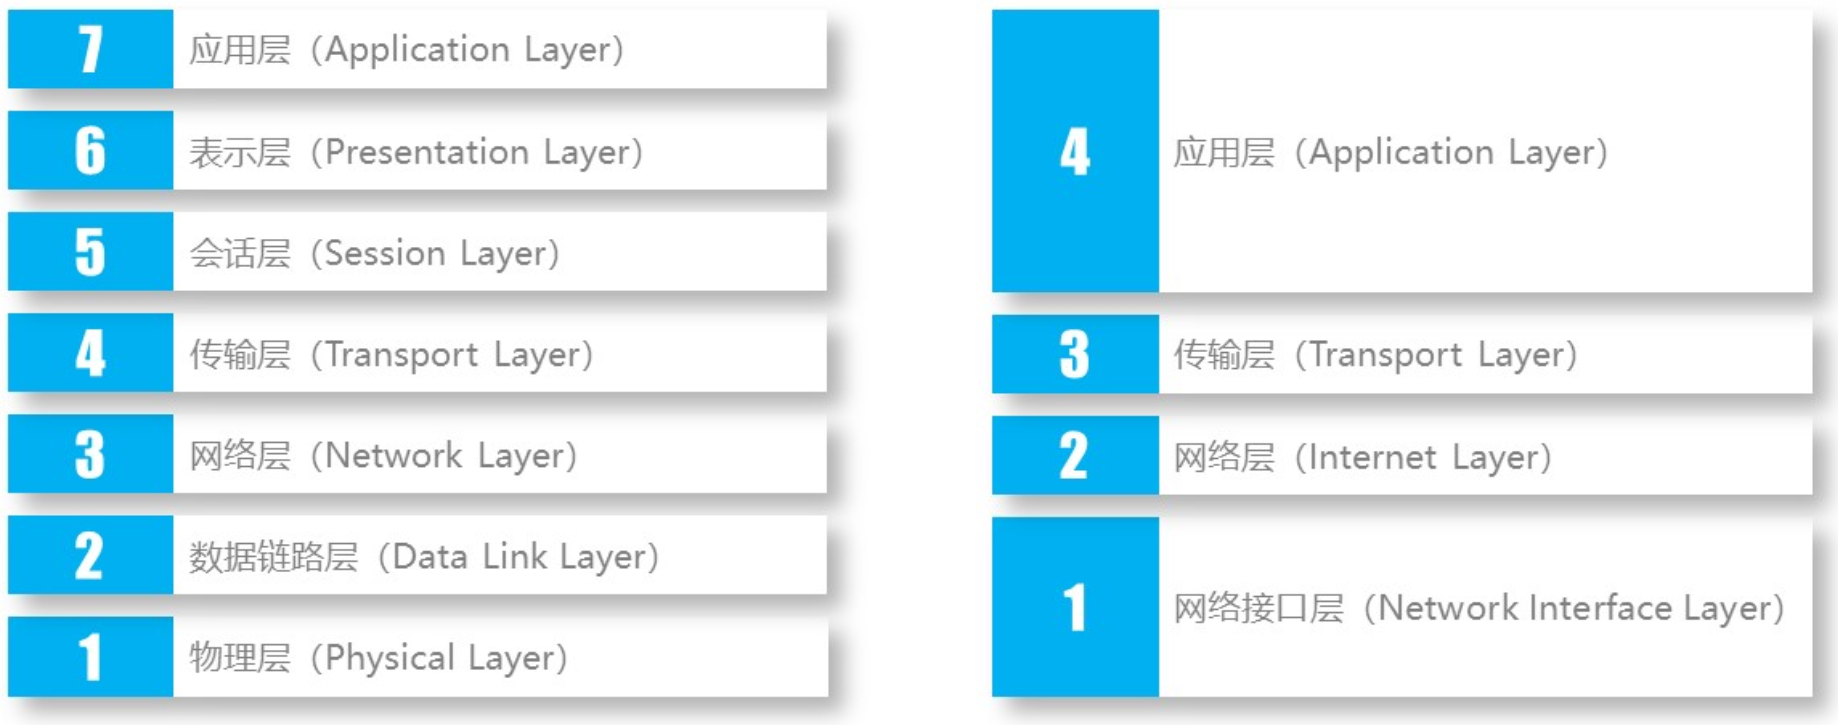 7 应用层（Application Layer）
6 表示层（Presentation Layer）
5 会话层（Session Layer）
4 传输层（Transport Layer）
3 网络层（Network Layer）
2 数据链路层（Data Link Layer）
1 物理层（Physical Layer）
4 应用层（Application Layer）
3 传输层（Transport Layer）
2 网络层（Internet Layer）
1 网络接口层（Network Interface Layer）